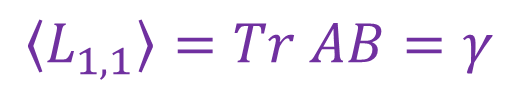 ⟨L₁,₁⟩ = Tr AB = γ